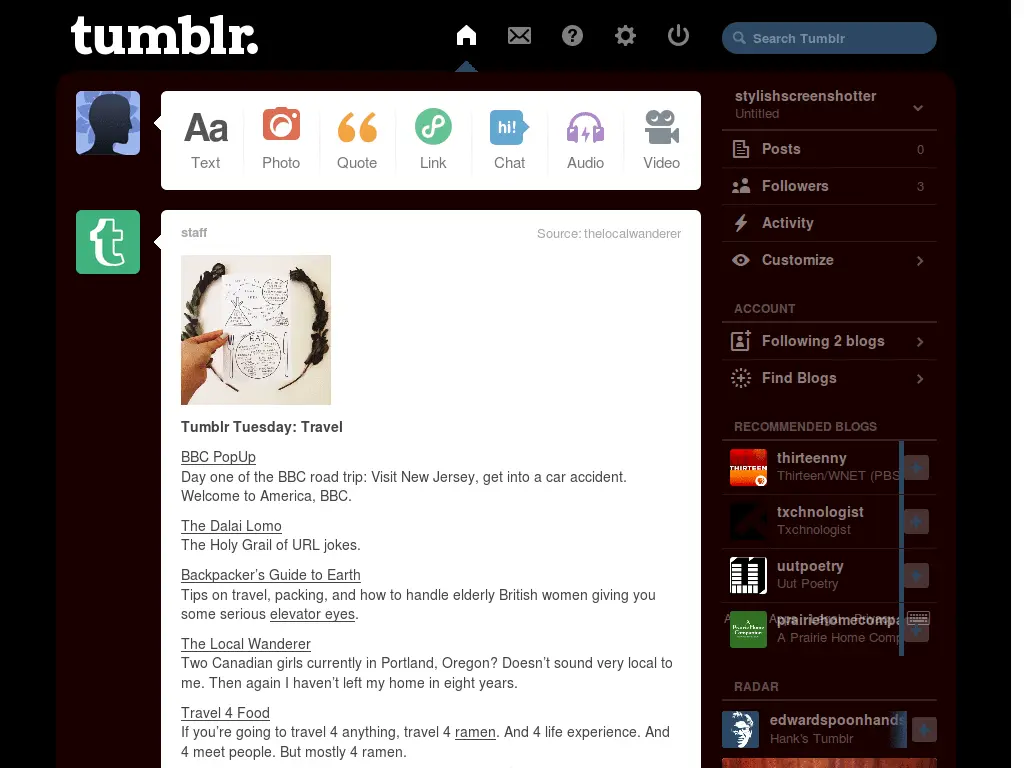 tumblr.
Search Tumblr
Aa
hi!
Text
Photo
Quote
Link
Chat
Audio
Video
staff
Source: thelocalwanderer
EAT
Tumblr Tuesday: Travel
BBC PopUp
Day one of the BBC road trip: Visit New Jersey, get into a car accident.
Welcome to America, BBC.
The Dalai Lomo
The Holy Grail of URL jokes.
Backpacker’s Guide to Earth
Tips on travel, packing, and how to handle elderly British women giving you
some serious elevator eyes.
The Local Wanderer
Two Canadian girls currently in Portland, Oregon? Doesn’t sound very local to
me. Then again I haven’t left my home in eight years.
Travel 4 Food
If you’re going to travel 4 anything, travel 4 ramen. And 4 life experience. And
4 meet people. But mostly 4 ramen.
stylishscreenshotter
Untitled
Posts 0
Followers 3
Activity
Customize
ACCOUNT
Following 2 blogs
Find Blogs
RECOMMENDED BLOGS
THIRTEEN
thirteenny
Thirteen/WNET (PBS
txchnologist
Txchnologist
uutpoetry
Uut Poetry
A Prairie Home Companion
prairiehomecompa
Apps Legal Privacy
A Prairie Home Comp
RADAR
edwardspoonhands
Hank's Tumblr